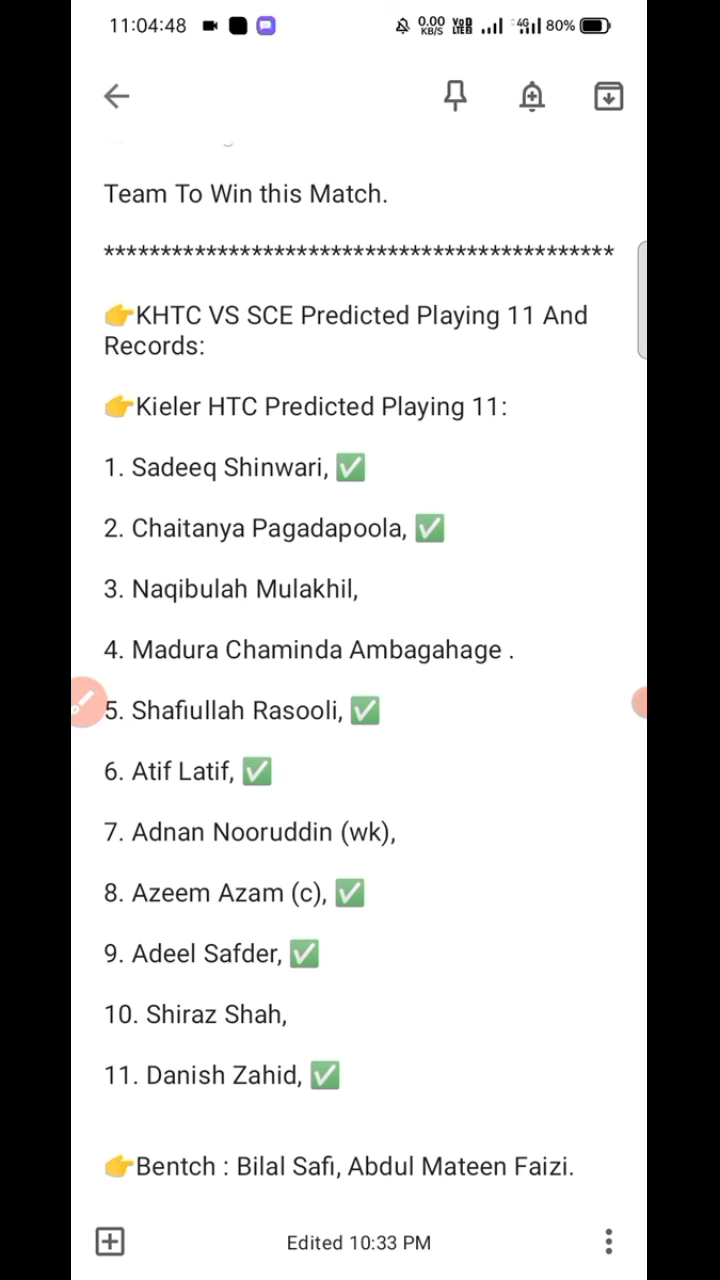 11:04:48 0.00 KB/S VoD LTE2 4G 80%
Team To Win this Match.
*********************************************
👉KHTC VS SCE Predicted Playing 11 And
Records:
👉Kieler HTC Predicted Playing 11:
1. Sadeeq Shinwari, ✅
2. Chaitanya Pagadapoola, ✅
3. Naqibulah Mulakhil,
4. Madura Chaminda Ambagahage .
5. Shafiullah Rasooli, ✅
6. Atif Latif, ✅
7. Adnan Nooruddin (wk),
8. Azeem Azam (c), ✅
9. Adeel Safder, ✅
10. Shiraz Shah,
11. Danish Zahid, ✅
👉Bentch : Bilal Safi, Abdul Mateen Faizi.
Edited 10:33 PM